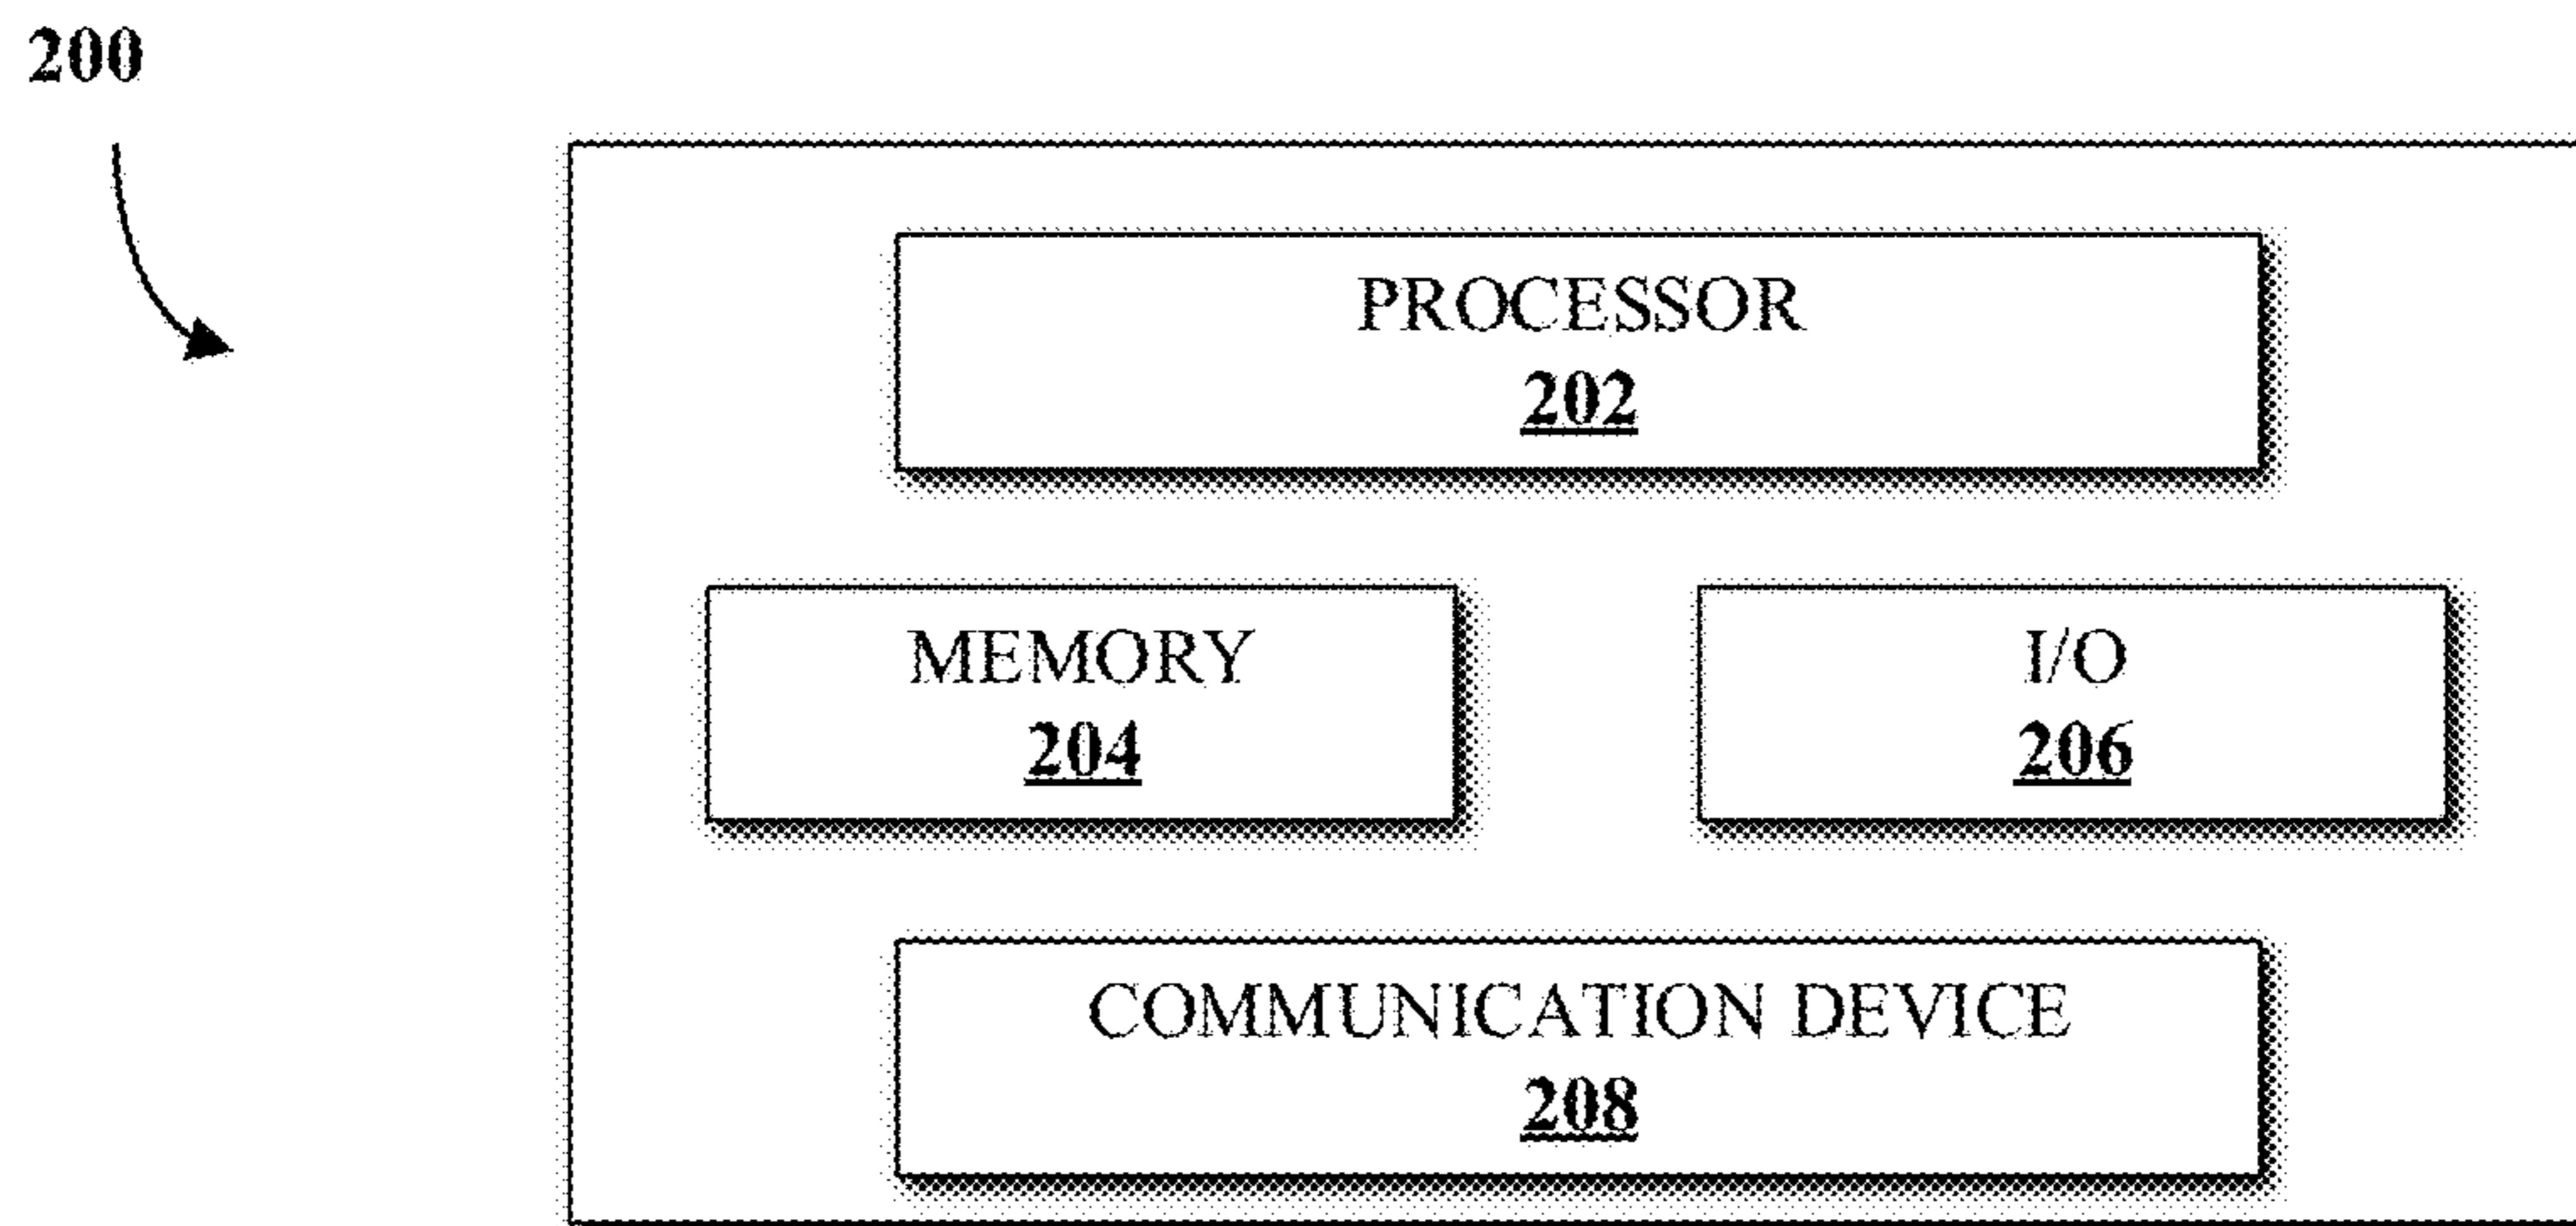 200
PROCESSOR
202
MEMORY
204
I/O
206
COMMUNICATION DEVICE
208